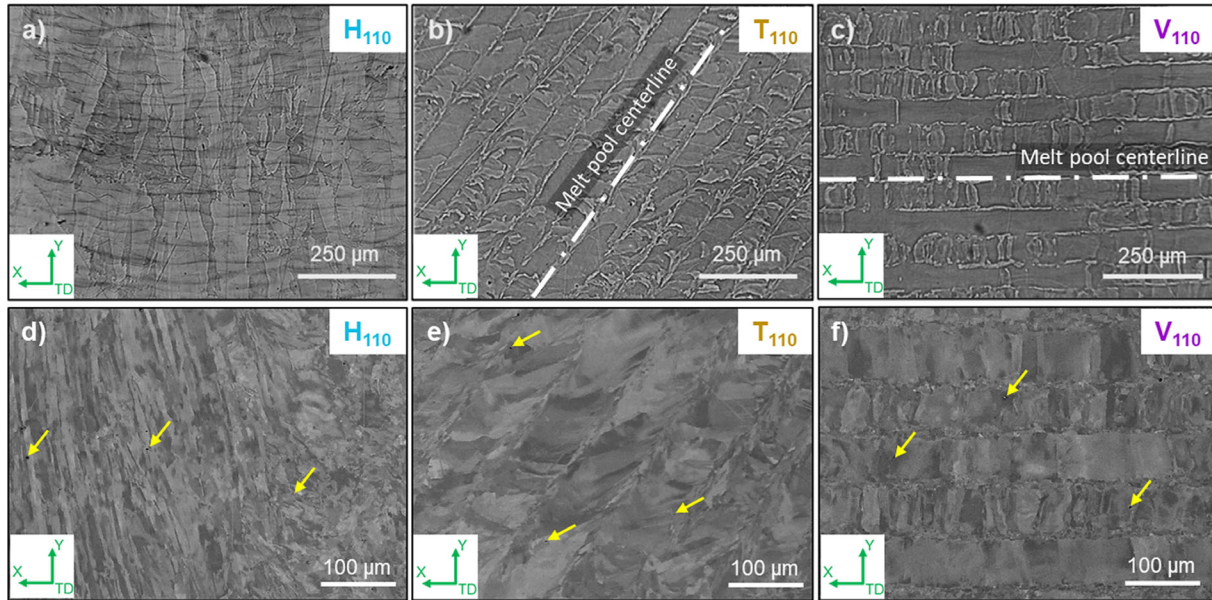 a)
H110
250 µm
Y
X
TD
b)
T110
Melt pool centerline
250 µm
Y
X
TD
c)
V110
Melt pool centerline
250 µm
Y
X
TD
d)
H110
100 µm
Y
X
TD
e)
T110
100 µm
Y
X
TD
f)
V110
100 µm
Y
X
TD